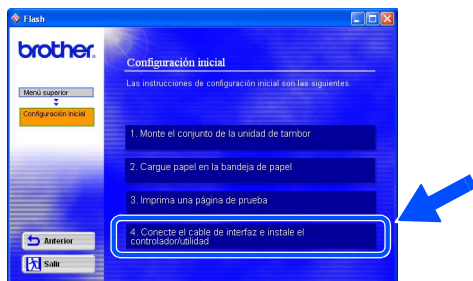 Flash
brother.
Configuración inicial
Las instrucciones de configuración inicial son las siguientes.
Menú superior
Configuración inicial
1. Monte el conjunto de la unidad de tambor
2. Cargue papel en la bandeja de papel
3. Imprima una página de prueba
4. Conecte el cable de interfaz e instale el
controlador/utilidad
Anterior
Salir